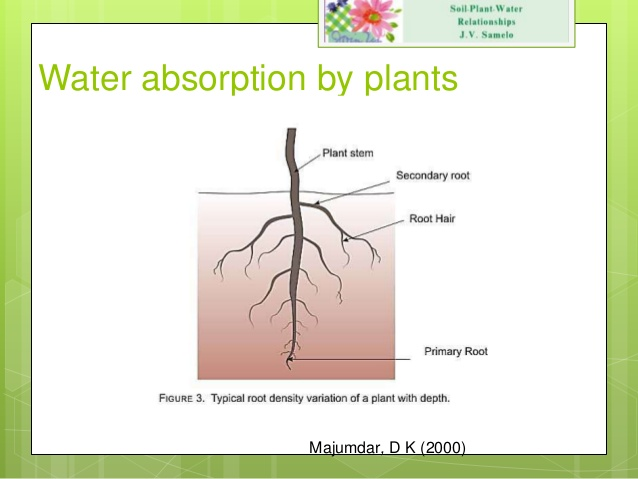 Soil-Plant-Water
Relationships
J.V. Samelo
Water absorption by plants
Plant stem
Secondary root
Root Hair
Primary Root
FIGURE 3. Typical root density variation of a plant with depth.
Majumdar, D K (2000)